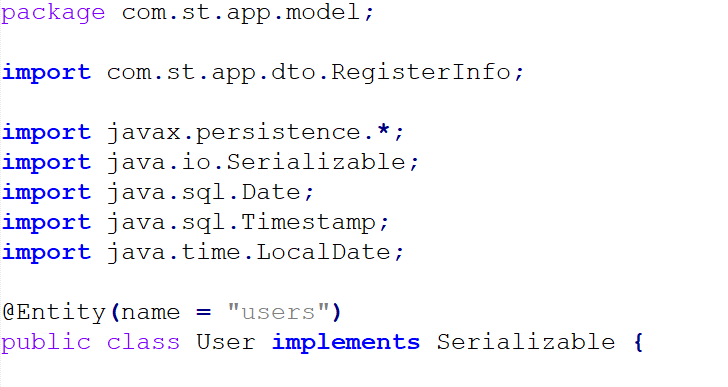 package com.st.app.model;
import com.st.app.dto.RegisterInfo;
import javax.persistence.*;
import java.io.Serializable;
import java.sql.Date;
import java.sql.Timestamp;
import java.time.LocalDate;
@Entity(name = "users")
public class User implements Serializable {